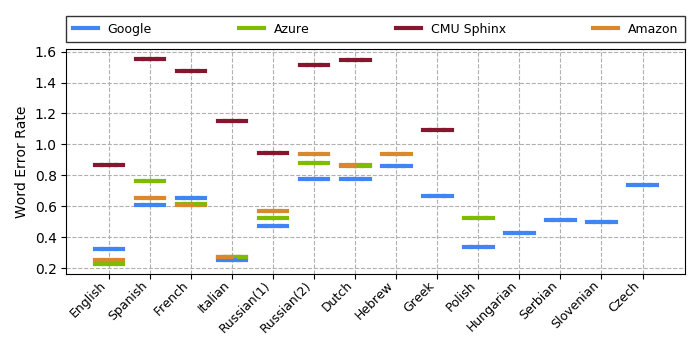 Google Azure CMU Sphinx Amazon
1.6
1.4
1.2
1.0
0.8
0.6
0.4
0.2
Word Error Rate
English Spanish French Italian Russian(1) Russian(2) Dutch Hebrew Greek Polish Hungarian Serbian Slovenian Czech